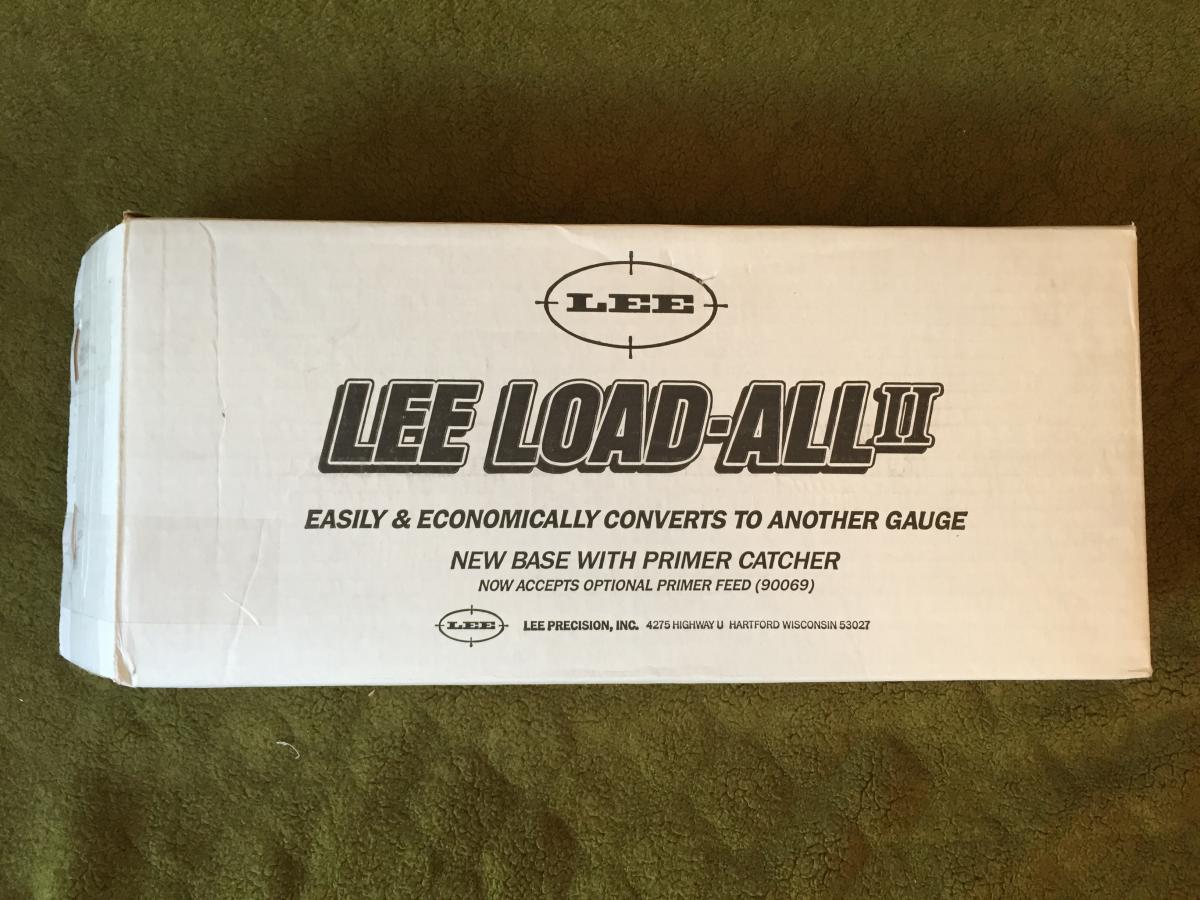 LEE
LEE LOAD-ALL II
EASILY & ECONOMICALLY CONVERTS TO ANOTHER GAUGE
NEW BASE WITH PRIMER CATCHER
NOW ACCEPTS OPTIONAL PRIMER FEED (90069)
LEE LEE PRECISION, INC. 4275 HIGHWAY U HARTFORD WISCONSIN 53027